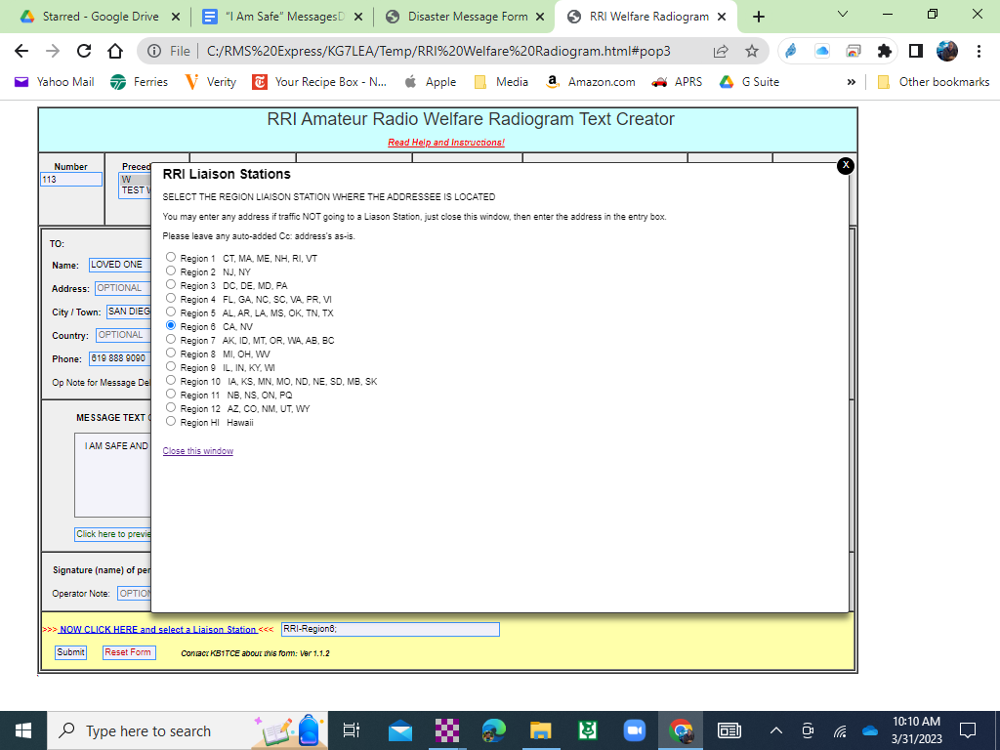 Starred - Google Drive
"I Am Safe" Messages
Disaster Message Form
RRI Welfare Radiogram
File
C:/RMS%20Express/KG7LEA/Temp/RRI%20Welfare%20Radiogram.html#pop3
Yahoo Mail
Ferries
Verity
Your Recipe Box - N...
Apple
Media
Amazon.com
APRS
G Suite
»
Other bookmarks
RRI Amateur Radio Welfare Radiogram Text Creator
Read Help and Instructions!
Number
Preced
113
W
TEST W
X
RRI Liaison Stations
SELECT THE REGION LIAISON STATION WHERE THE ADDRESSEE IS LOCATED
You may enter any address if traffic NOT going to a Liason Station, just close this window, then enter the address in the entry box.
Please leave any auto-added Cc: address's as-is.
Region 1 CT, MA, ME, NH, RI, VT
Region 2 NJ, NY
Region 3 DC, DE, MD, PA
Region 4 FL, GA, NC, SC, VA, PR, VI
Region 5 AL, AR, LA, MS, OK, TN, TX
Region 6 CA, NV
Region 7 AK, ID, MT, OR, WA, AB, BC
Region 8 MI, OH, WV
Region 9 IL, IN, KY, WI
Region 10 IA, KS, MN, MO, ND, NE, SD, MB, SK
Region 11 NB, NS, ON, PQ
Region 12 AZ, CO, NM, UT, WY
Region HI Hawaii
Close this window
TO:
Name: LOVED ONE
Address: OPTIONAL
City / Town: SAN DIEG
Country: OPTIONAL
Phone: 619 888 9090
Op Note for Message Del
MESSAGE TEXT
I AM SAFE AND
Click here to previe
Signature (name) of per
Operator Note: OPTION
>>> NOW CLICK HERE and select a Liaison Station <<< RRI-Region6;
Submit
Reset Form
Contact KB1TCE about this form: Ver 1.1.2
Type here to search
10:10 AM
3/31/2023